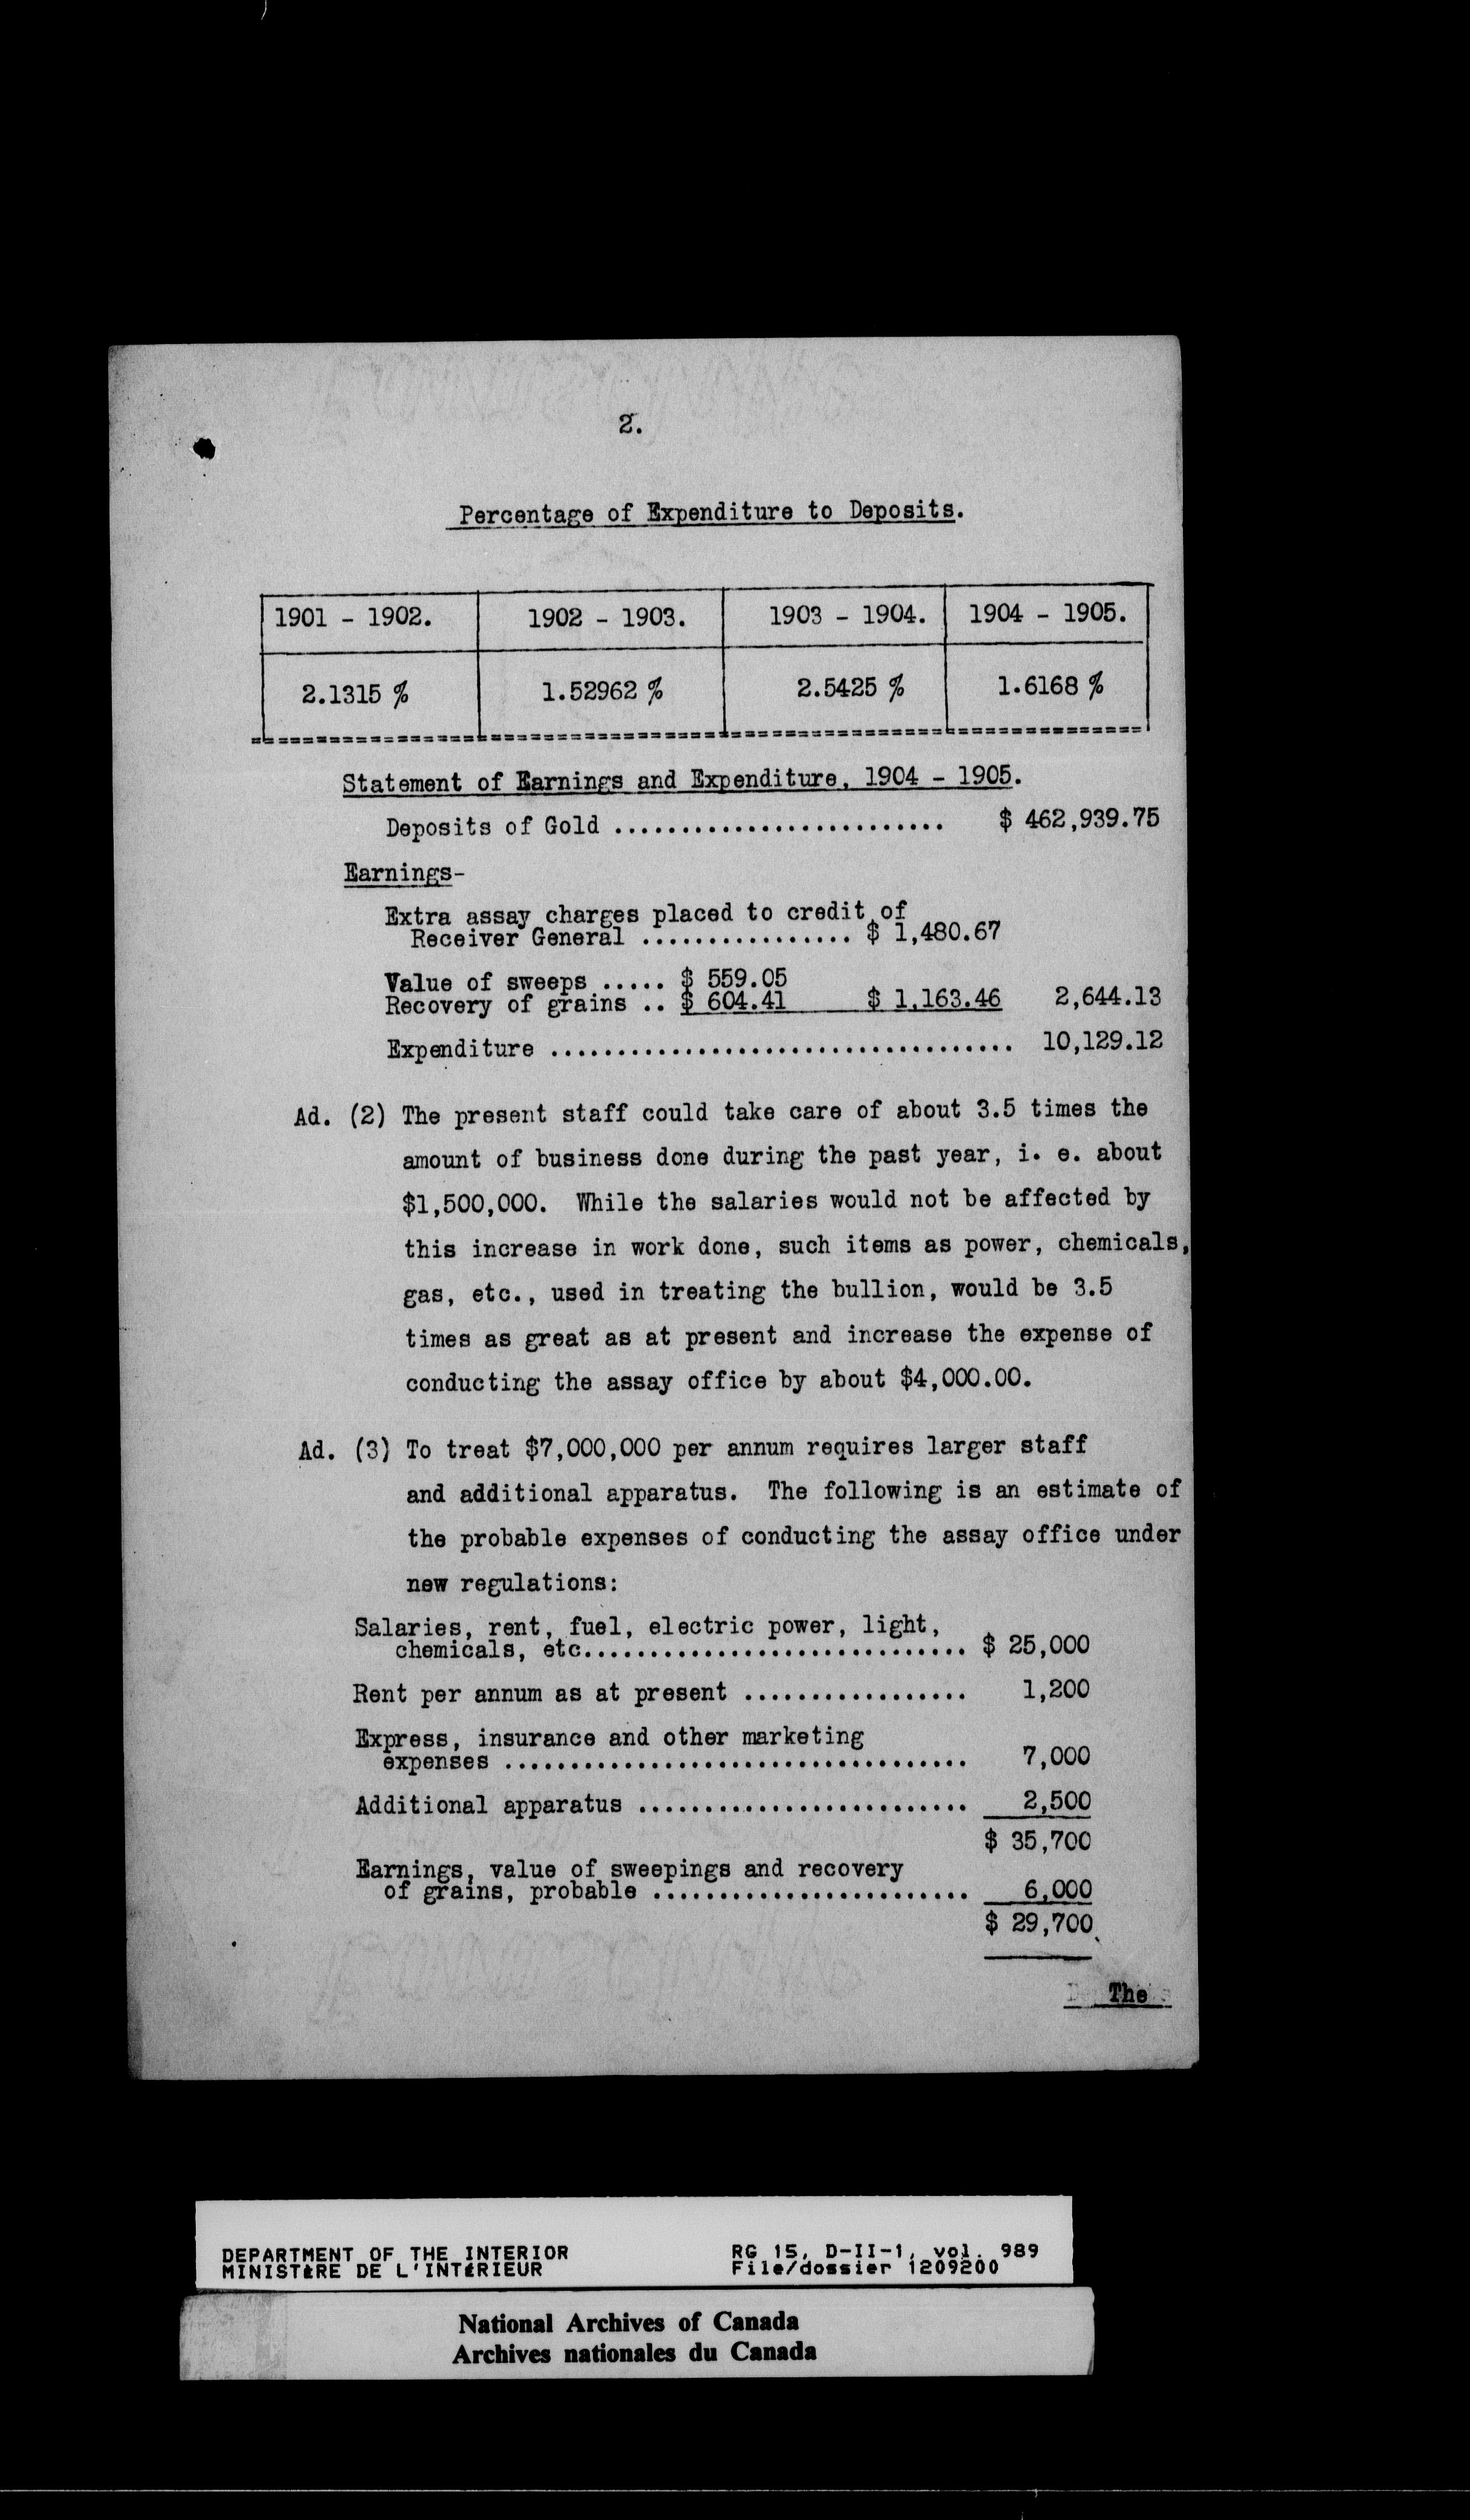 2.
Percentage of Expenditure to Deposits.
1901 - 1902. 1902 - 1903. 1903 - 1904. 1904 - 1905.
2.1315 % 1.52962 % 2.5425 % 1.6168 %
Statement of Earnings and Expenditure, 1904 - 1905.
Deposits of Gold ......................... $ 462,939.75
Earnings-
Extra assay charges placed to credit of
Receiver General ................ $ 1,480.67
Value of sweeps ..... $ 559.05
Recovery of grains .. $ 604.41 $ 1,163.46 2,644.13
Expenditure ................................... 10,129.12
Ad. (2) The present staff could take care of about 3.5 times the
amount of business done during the past year, i. e. about
$1,500,000. While the salaries would not be affected by
this increase in work done, such items as power, chemicals,
gas, etc., used in treating the bullion, would be 3.5
times as great as at present and increase the expense of
conducting the assay office by about $4,000.00.
Ad. (3) To treat $7,000,000 per annum requires larger staff
and additional apparatus. The following is an estimate of
the probable expenses of conducting the assay office under
new regulations:
Salaries, rent, fuel, electric power, light,
chemicals, etc............................. $ 25,000
Rent per annum as at present ................. 1,200
Express, insurance and other marketing
expenses ................................... 7,000
Additional apparatus ......................... 2,500
$ 35,700
Earnings, value of sweepings and recovery
of grains, probable ........................ 6,000
$ 29,700
The
DEPARTMENT OF THE INTERIOR RG 15, D-II-1, vol. 989
MINISTÈRE DE L'INTÉRIEUR File/dossier 1209200
National Archives of Canada
Archives nationales du Canada